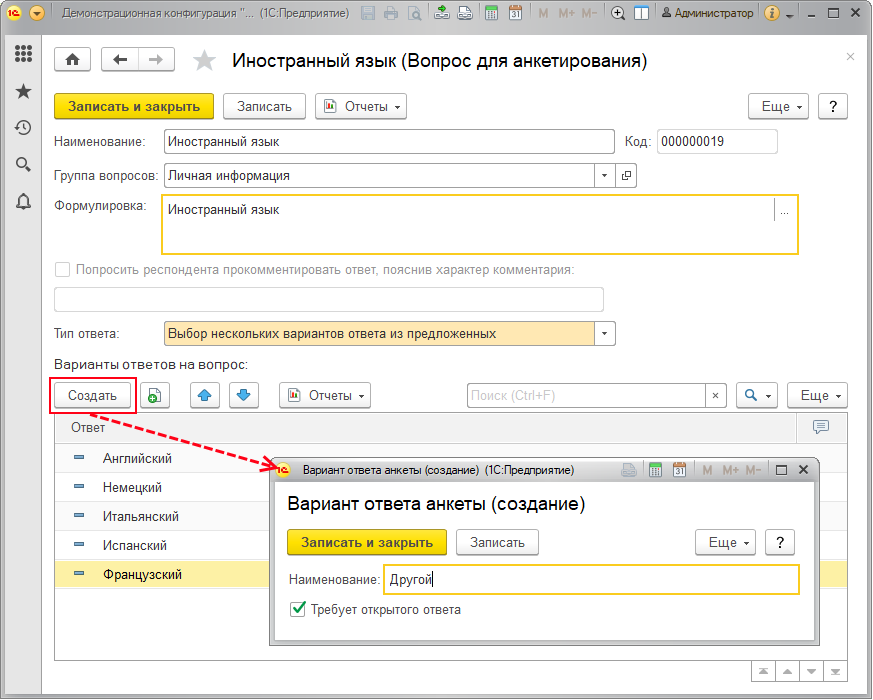 Демонстрационная конфигурация "... (1С:Предприятие) 31 M M+ M− Администратор
Иностранный язык (Вопрос для анкетирования)
Записать и закрыть Записать Отчеты Еще ?
Наименование: Иностранный язык Код: 000000019
Группа вопросов: Личная информация
Формулировка: Иностранный язык ...
Попросить респондента прокомментировать ответ, пояснив характер комментария:
Тип ответа: Выбор нескольких вариантов ответа из предложенных
Варианты ответов на вопрос:
Создать Отчеты Поиск (Ctrl+F) × Еще
Ответ
Английский
Немецкий
Итальянский
Испанский
Французский
Вариант ответа анкеты (создание) (1С:Предприятие) 31 M M+ M−
Вариант ответа анкеты (создание)
Записать и закрыть Записать Еще ?
Наименование: Другой
Требует открытого ответа